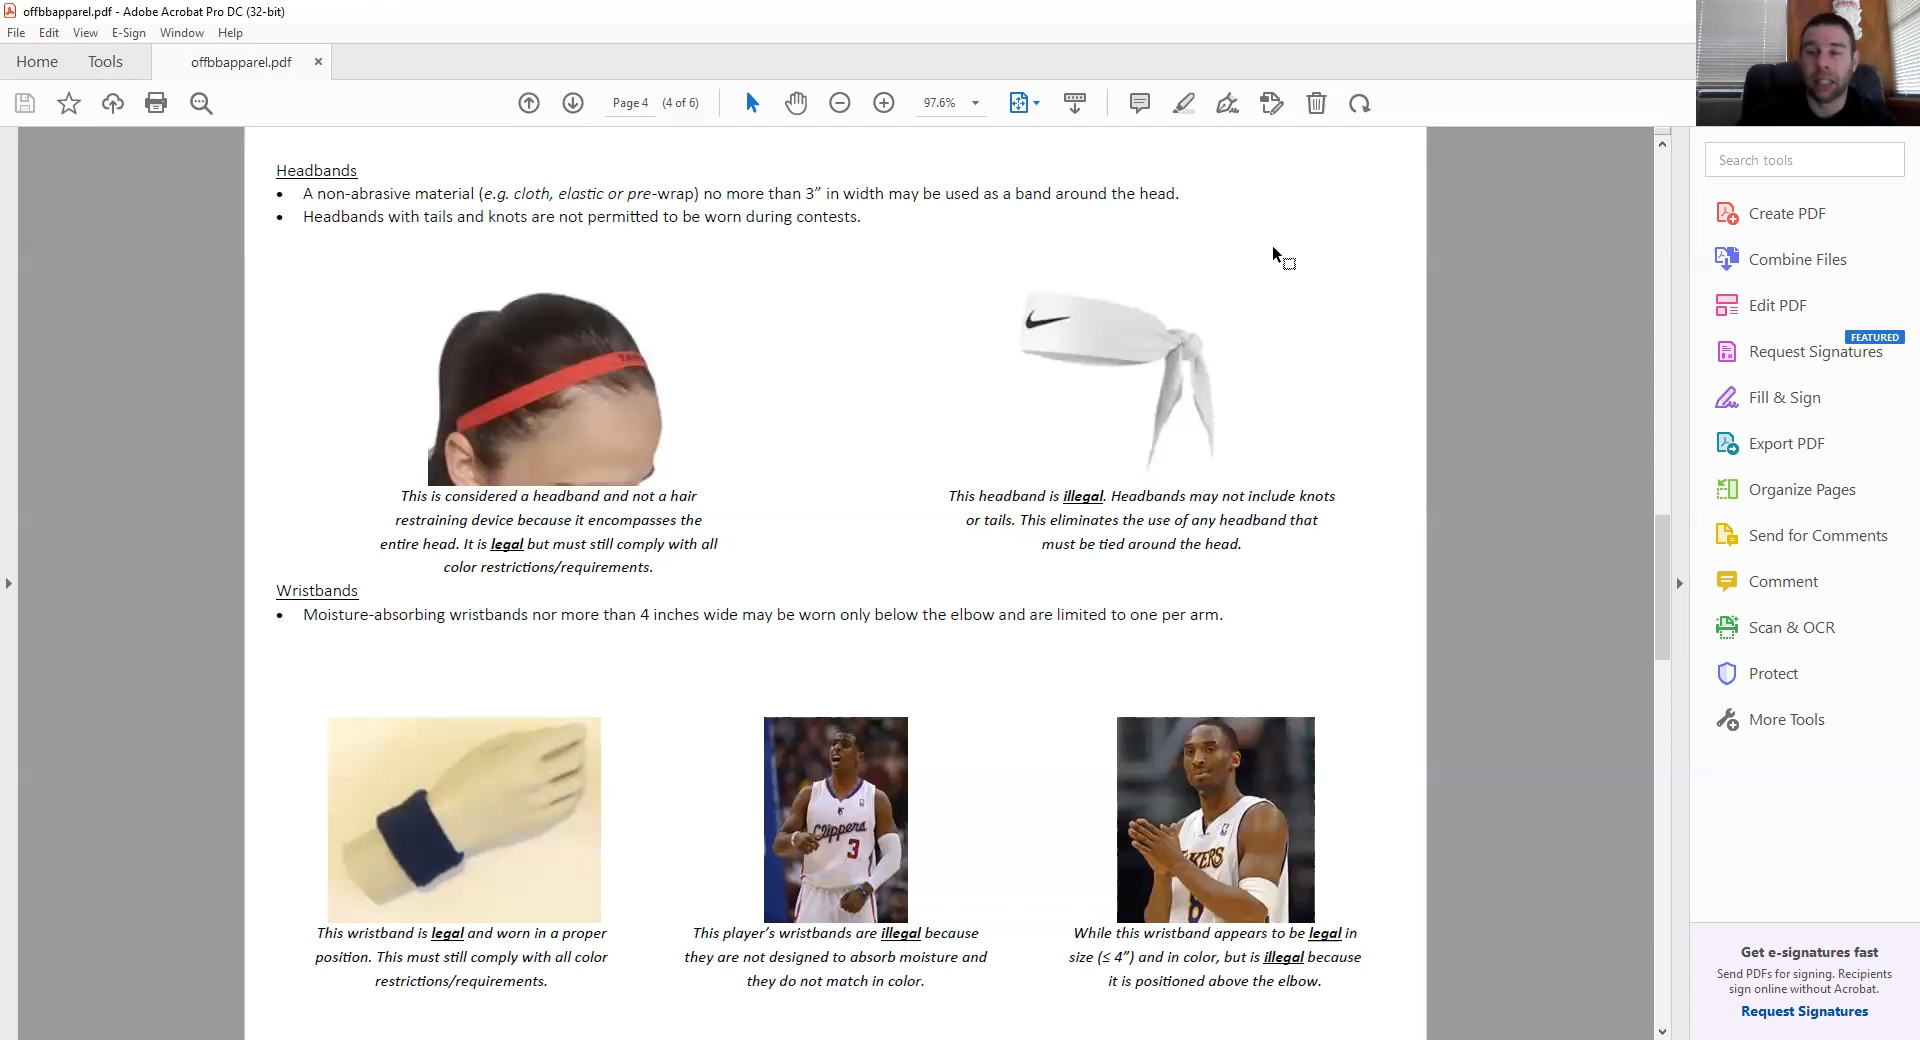 offbbapparel.pdf - Adobe Acrobat Pro DC (32-bit)
File Edit View E-Sign Window Help
Home Tools offbbapparel.pdf ×
Page 4 (4 of 6) 97.6%
Headbands
• A non-abrasive material (e.g. cloth, elastic or pre-wrap) no more than 3” in width may be used as a band around the head.
• Headbands with tails and knots are not permitted to be worn during contests.
This is considered a headband and not a hair
restraining device because it encompasses the
entire head. It is legal but must still comply with all
color restrictions/requirements.
This headband is illegal. Headbands may not include knots
or tails. This eliminates the use of any headband that
must be tied around the head.
Wristbands
• Moisture-absorbing wristbands nor more than 4 inches wide may be worn only below the elbow and are limited to one per arm.
Clippers
3
KERS
8
This wristband is legal and worn in a proper
position. This must still comply with all color
restrictions/requirements.
This player’s wristbands are illegal because
they are not designed to absorb moisture and
they do not match in color.
While this wristband appears to be legal in
size (≤ 4”) and in color, but is illegal because
it is positioned above the elbow.
Search tools
Create PDF
Combine Files
Edit PDF
FEATURED
Request Signatures
Fill & Sign
Export PDF
Organize Pages
Send for Comments
Comment
Scan & OCR
Protect
More Tools
Get e-signatures fast
Send PDFs for signing. Recipients
sign online without Acrobat.
Request Signatures